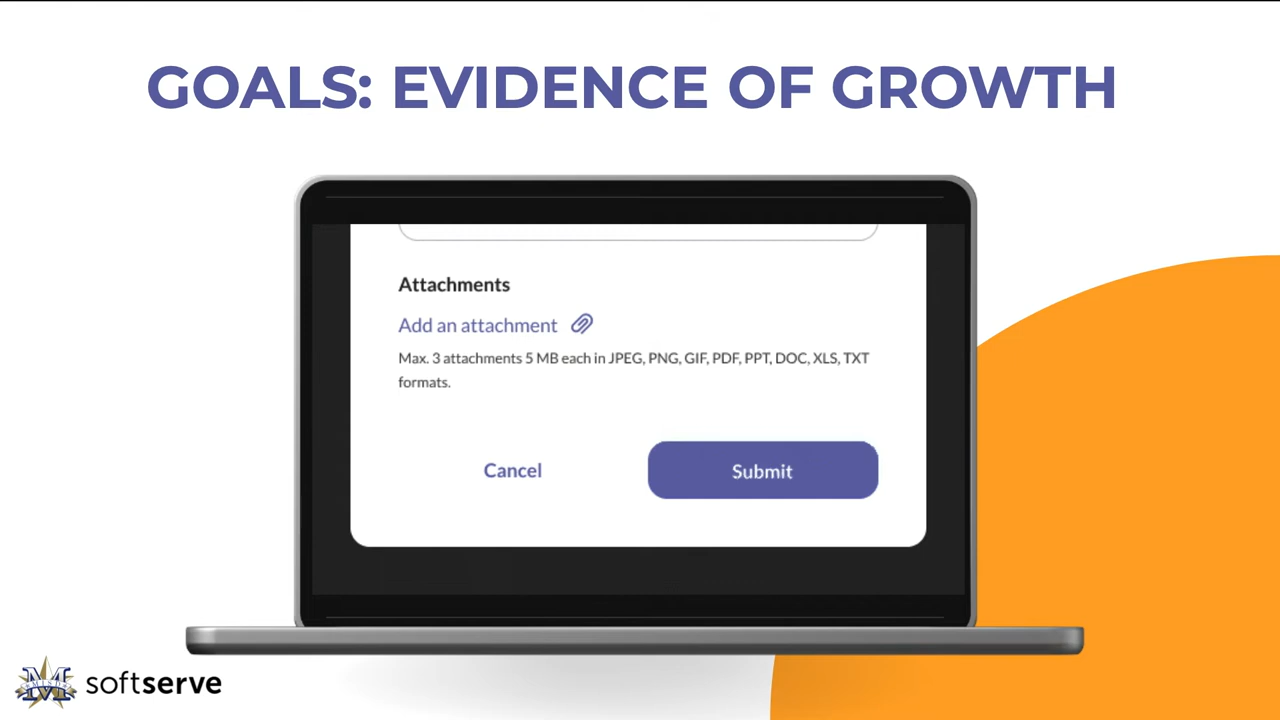 GOALS: EVIDENCE OF GROWTH
Attachments
Add an attachment
Max. 3 attachments 5 MB each in JPEG, PNG, GIF, PDF, PPT, DOC, XLS, TXT
formats.
Cancel
Submit
M
MISD
softserve